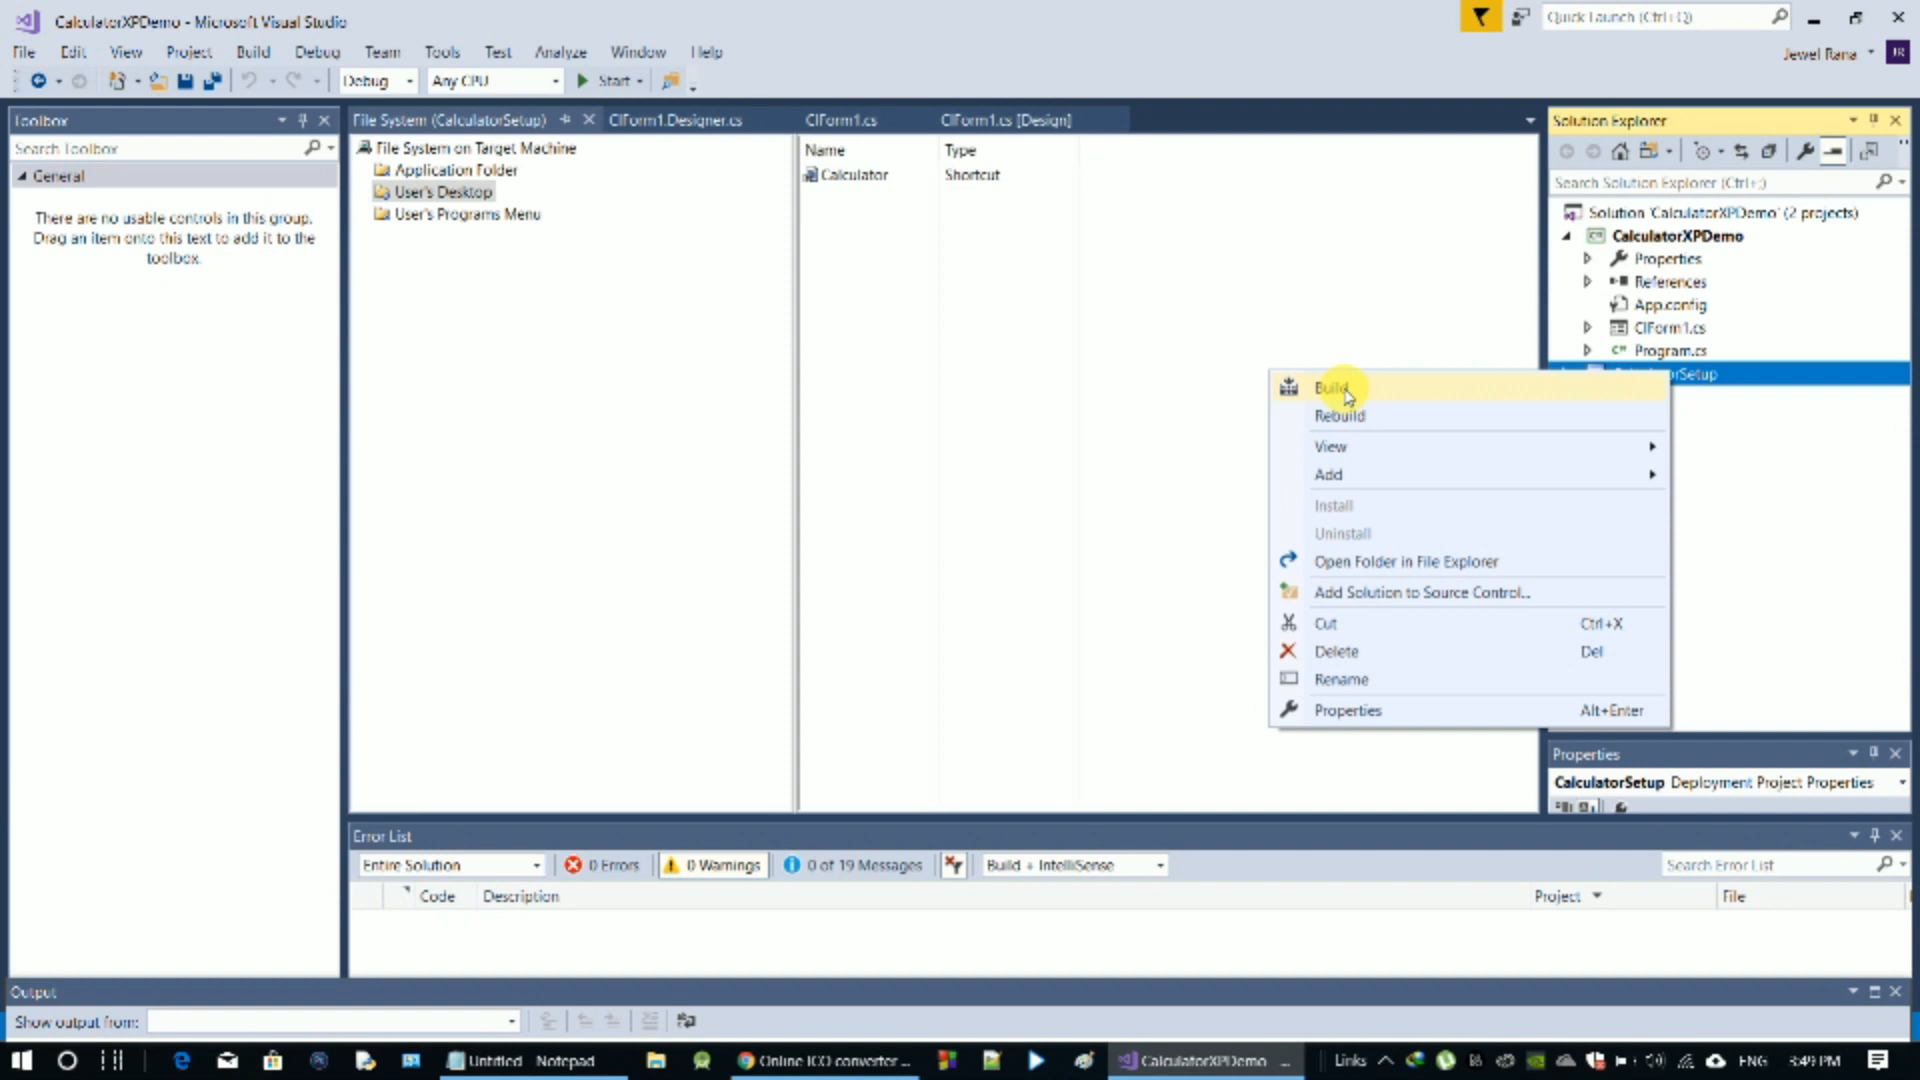 CalculatorXPDemo - Microsoft Visual Studio
Quick Launch (Ctrl+Q)
File Edit View Project Build Debug Team Tools Test Analyze Window Help
Jewel Rana JR
Debug Any CPU Start
Toolbox
Search Toolbox
General
There are no usable controls in this group.
Drag an item onto this text to add it to the
toolbox.
File System (CalculatorSetup) ClForm1.Designer.cs ClForm1.cs ClForm1.cs [Design]
File System on Target Machine
Application Folder
User's Desktop
User's Programs Menu
Name Type
Calculator Shortcut
Solution Explorer
Search Solution Explorer (Ctrl+;)
Solution 'CalculatorXPDemo' (2 projects)
CalculatorXPDemo
Properties
References
App.config
ClForm1.cs
Program.cs
Build
Rebuild
View
Add
Install
Uninstall
Open Folder in File Explorer
Add Solution to Source Control...
Cut Ctrl+X
Delete Del
Rename
Properties Alt+Enter
Properties
CalculatorSetup Deployment Project Properties
Error List
Entire Solution 0 Errors 0 Warnings 0 of 19 Messages Build + IntelliSense Search Error List
Code Description Project File
Output
Show output from:
Untitled Notepad Online ICO converter ... CalculatorXPDemo ... Links ENG 3:49 PM